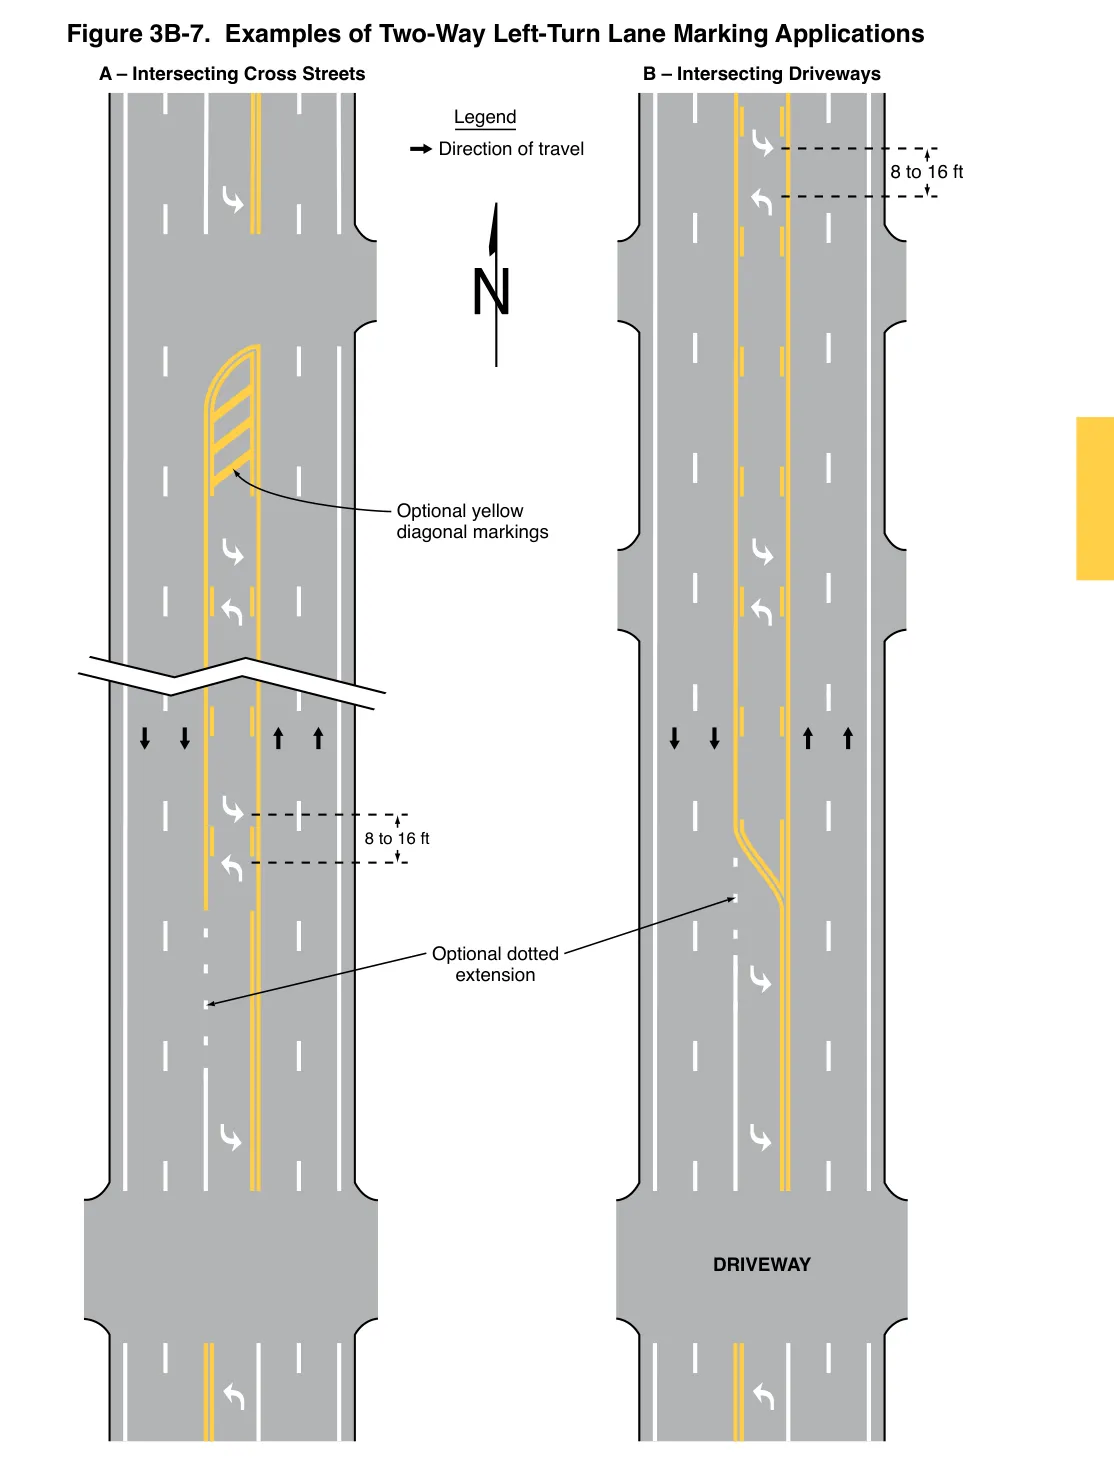 Figure 3B-7.  Examples of Two-Way Left-Turn Lane Marking Applications
A – Intersecting Cross Streets
B – Intersecting Driveways
Legend
Direction of travel
8 to 16 ft
N
Optional yellow
diagonal markings
8 to 16 ft
Optional dotted
extension
DRIVEWAY